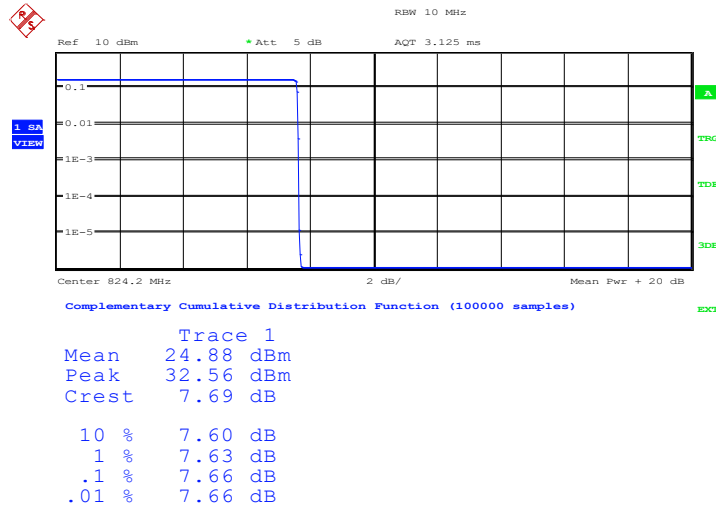 R&S
RBW 10 MHz
Ref 10 dBm * Att 5 dB AQT 3.125 ms
0.1
A
1 SA
VIEW
0.01
TRG
1E-3
1E-4
1E-5
3DB
Center 824.2 MHz 2 dB/ Mean Pwr + 20 dB
Complementary Cumulative Distribution Function (100000 samples)
EXT
Trace 1
Mean 24.88 dBm
Peak 32.56 dBm
Crest 7.69 dB
10 % 7.60 dB
1 % 7.63 dB
.1 % 7.66 dB
.01 % 7.66 dB